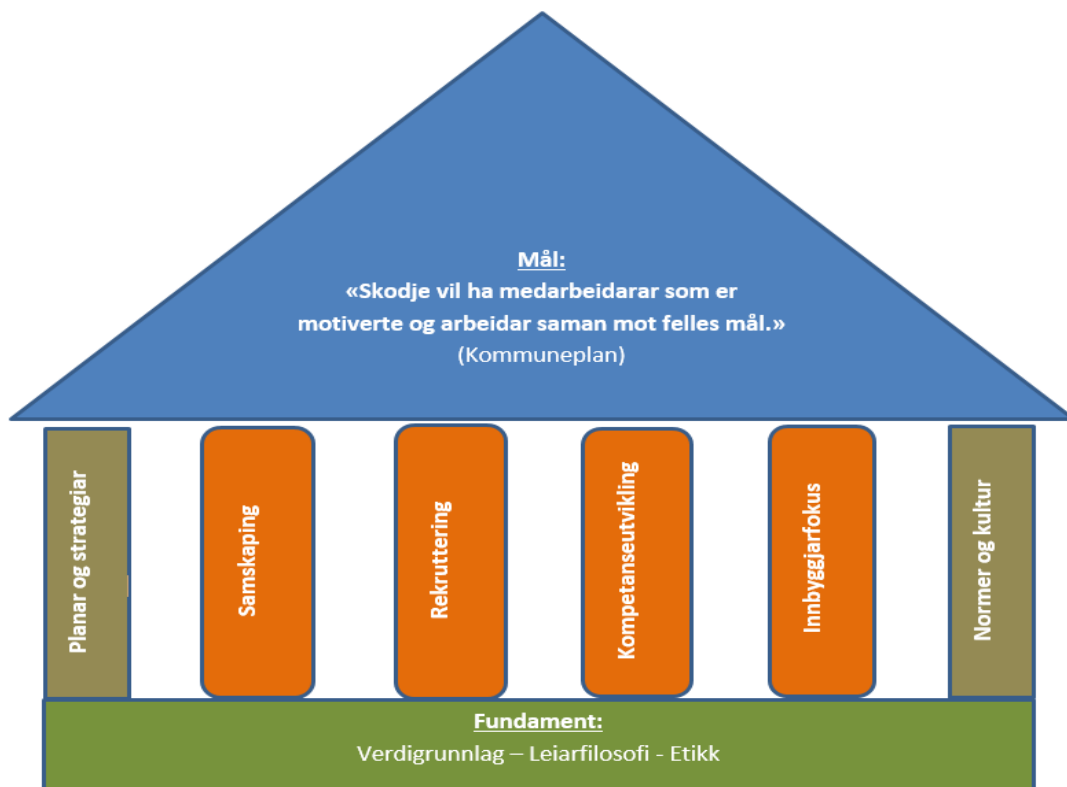 Mål:
«Skodje vil ha medarbeidarar som er
motiverte og arbeidar saman mot felles mål.»
(Kommuneplan)
Planar og strategiar
Samskaping
Rekruttering
Kompetanseutvikling
Innbyggjarfokus
Normer og kultur
Fundament:
Verdigrunnlag – Leiarfilosofi - Etikk